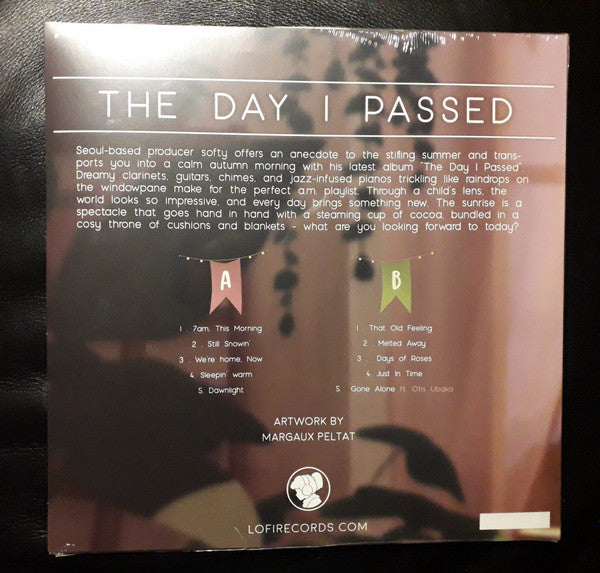 THE DAY I PASSED
Seoul-based producer softy offers an anecdote to the stifling summer and trans-
ports you into a calm autumn morning with his latest album "The Day I Passed".
Dreamy clarinets, guitars, chimes, and jazz-infused pianos trickling like raindrops on
the windowpane make for the perfect a.m. playlist. Through a child's lens, the
world looks so impressive, and every day brings something new. The sunrise is a
spectacle that goes hand in hand with a steaming cup of cocoa, bundled in a
cosy throne of cushions and blankets - what are you looking forward to today?
A
1 . 7am, This Morning
2 . Still Snowin'
3 . We're home, Now
4. Sleepin' warm
5. Dawnlight
B
1 . That Old Feeling
2 . Melted Away
3 . Days of Roses
4. Just In Time
5. Gone Alone ft. Otis Ubaka
ARTWORK BY
MARGAUX PELTAT
LOFIRECORDS.COM